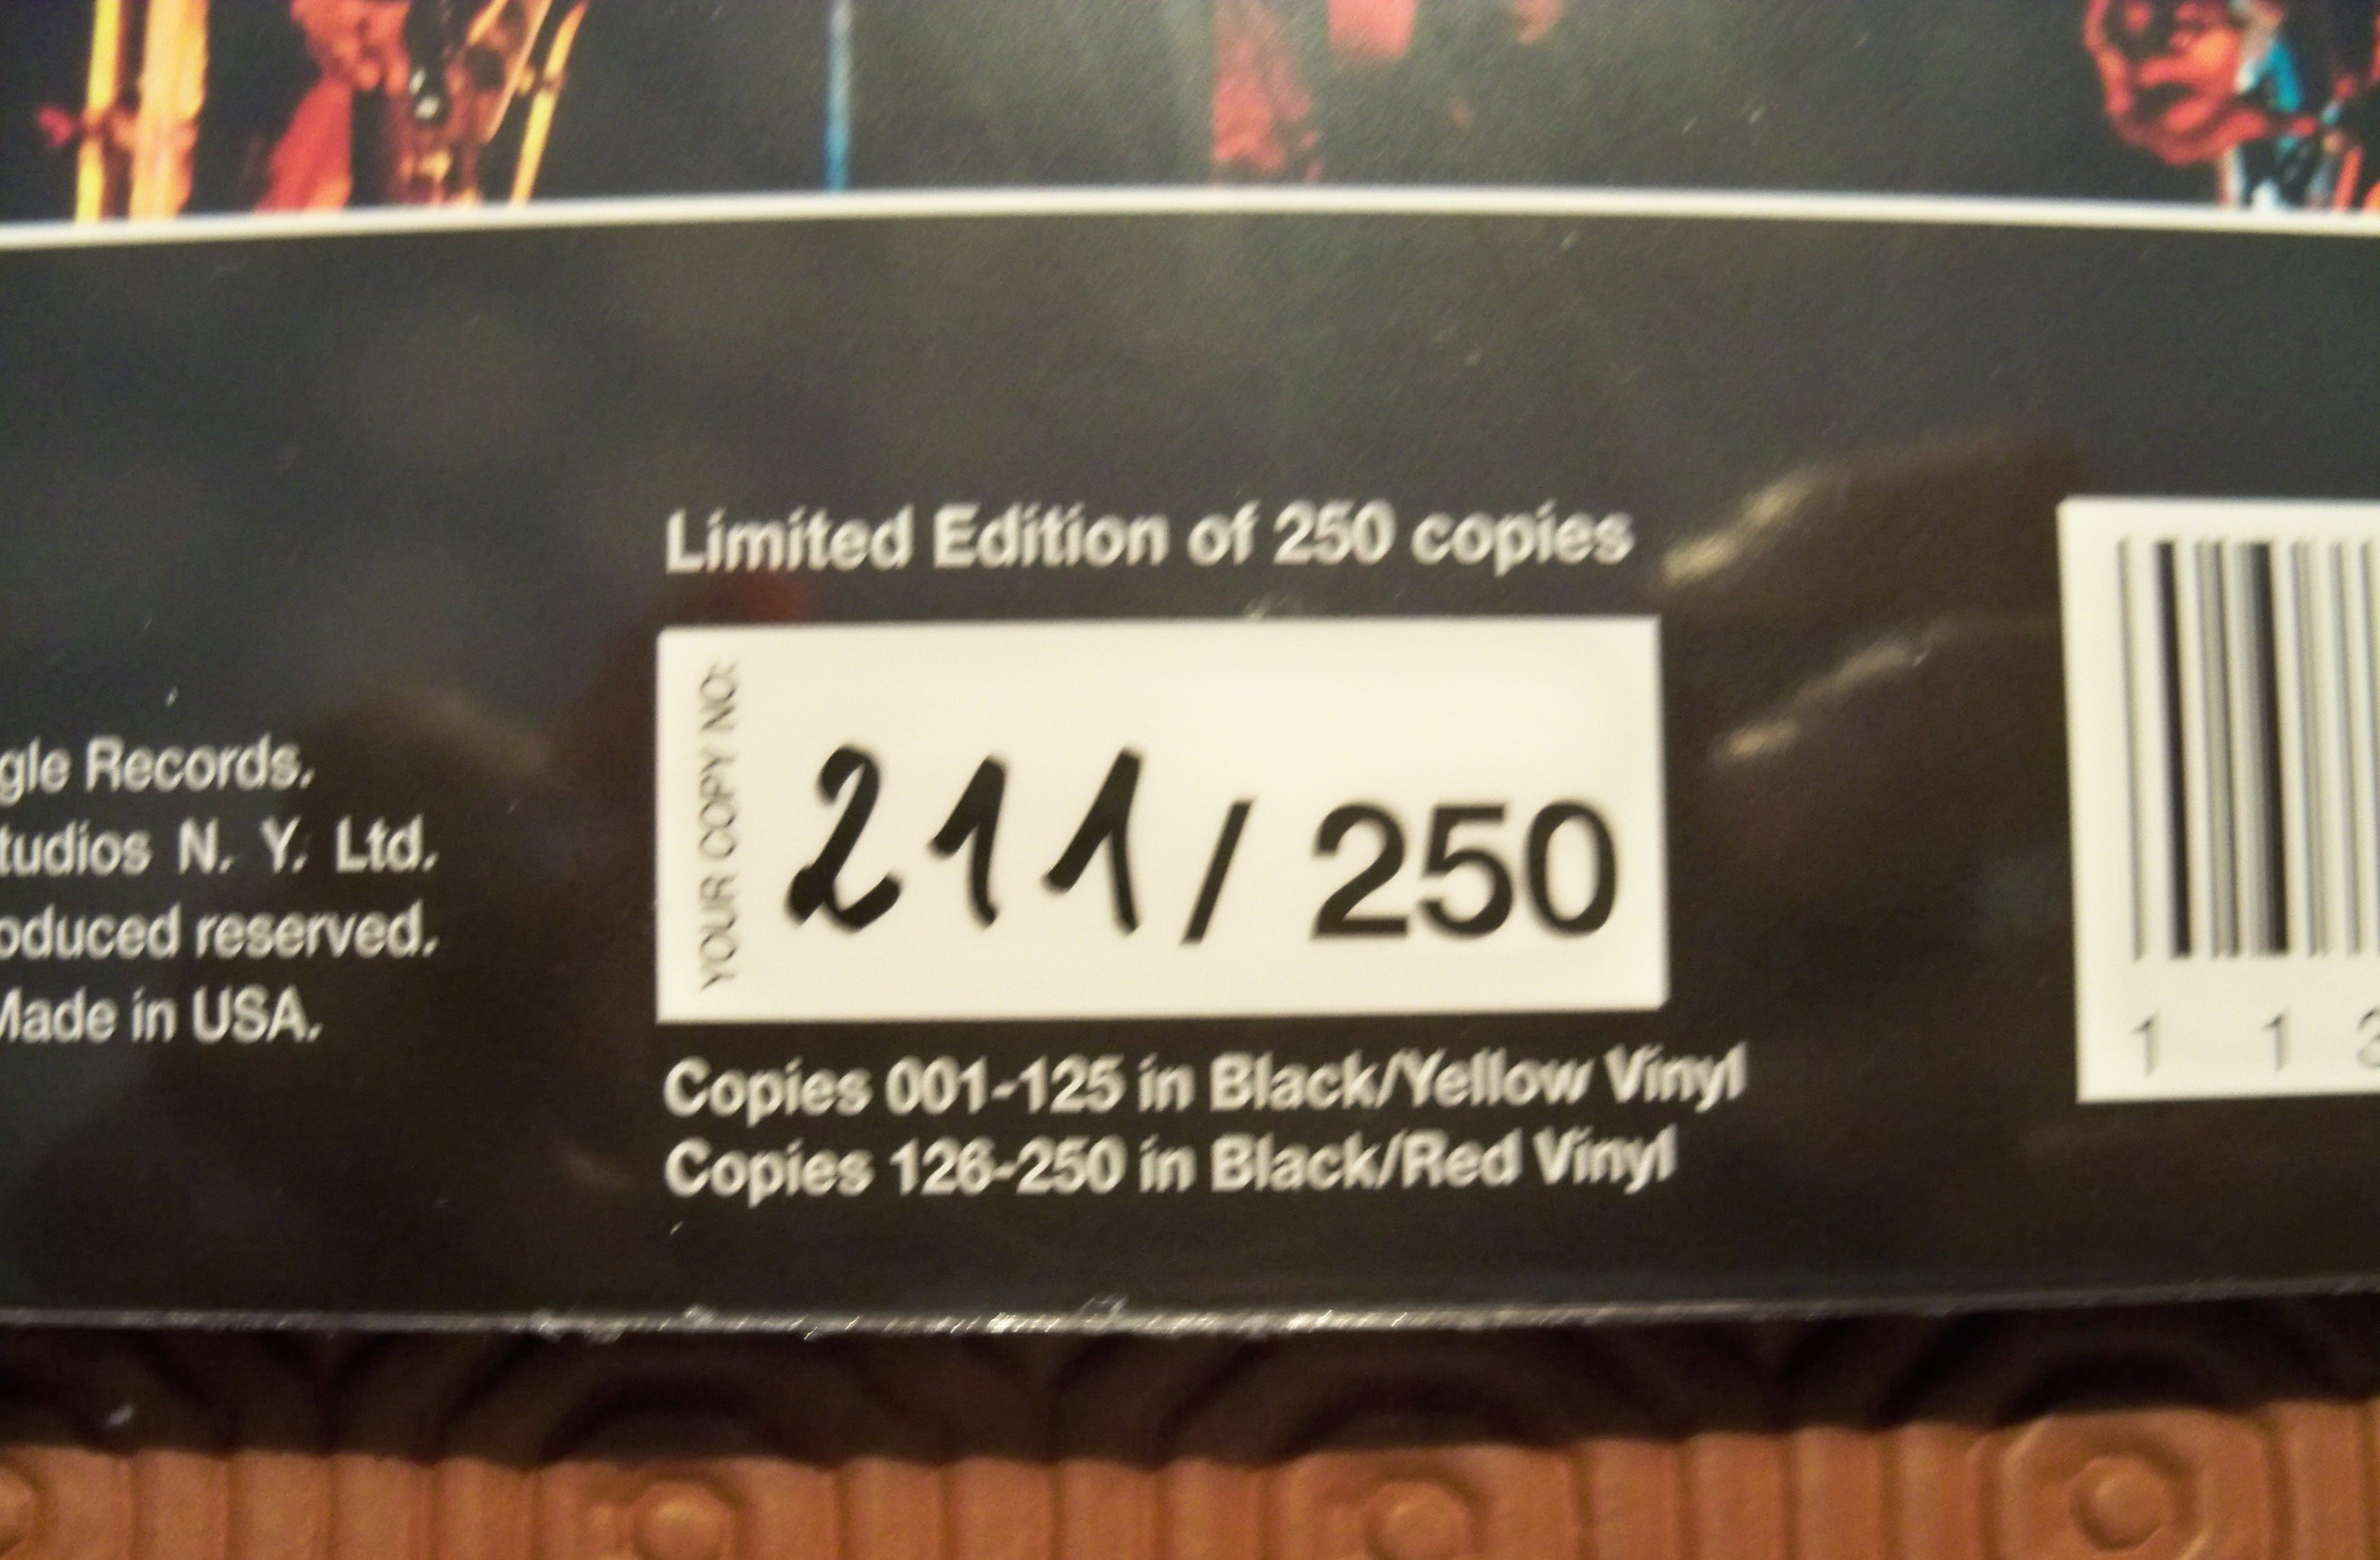 Limited Edition of 250 copies
YOUR COPY NO:
211 / 250
Copies 001-125 in Black/Yellow Vinyl
Copies 126-250 in Black/Red Vinyl
gle Records.
tudios N. Y. Ltd.
oduced reserved.
Made in USA.
1 1 3